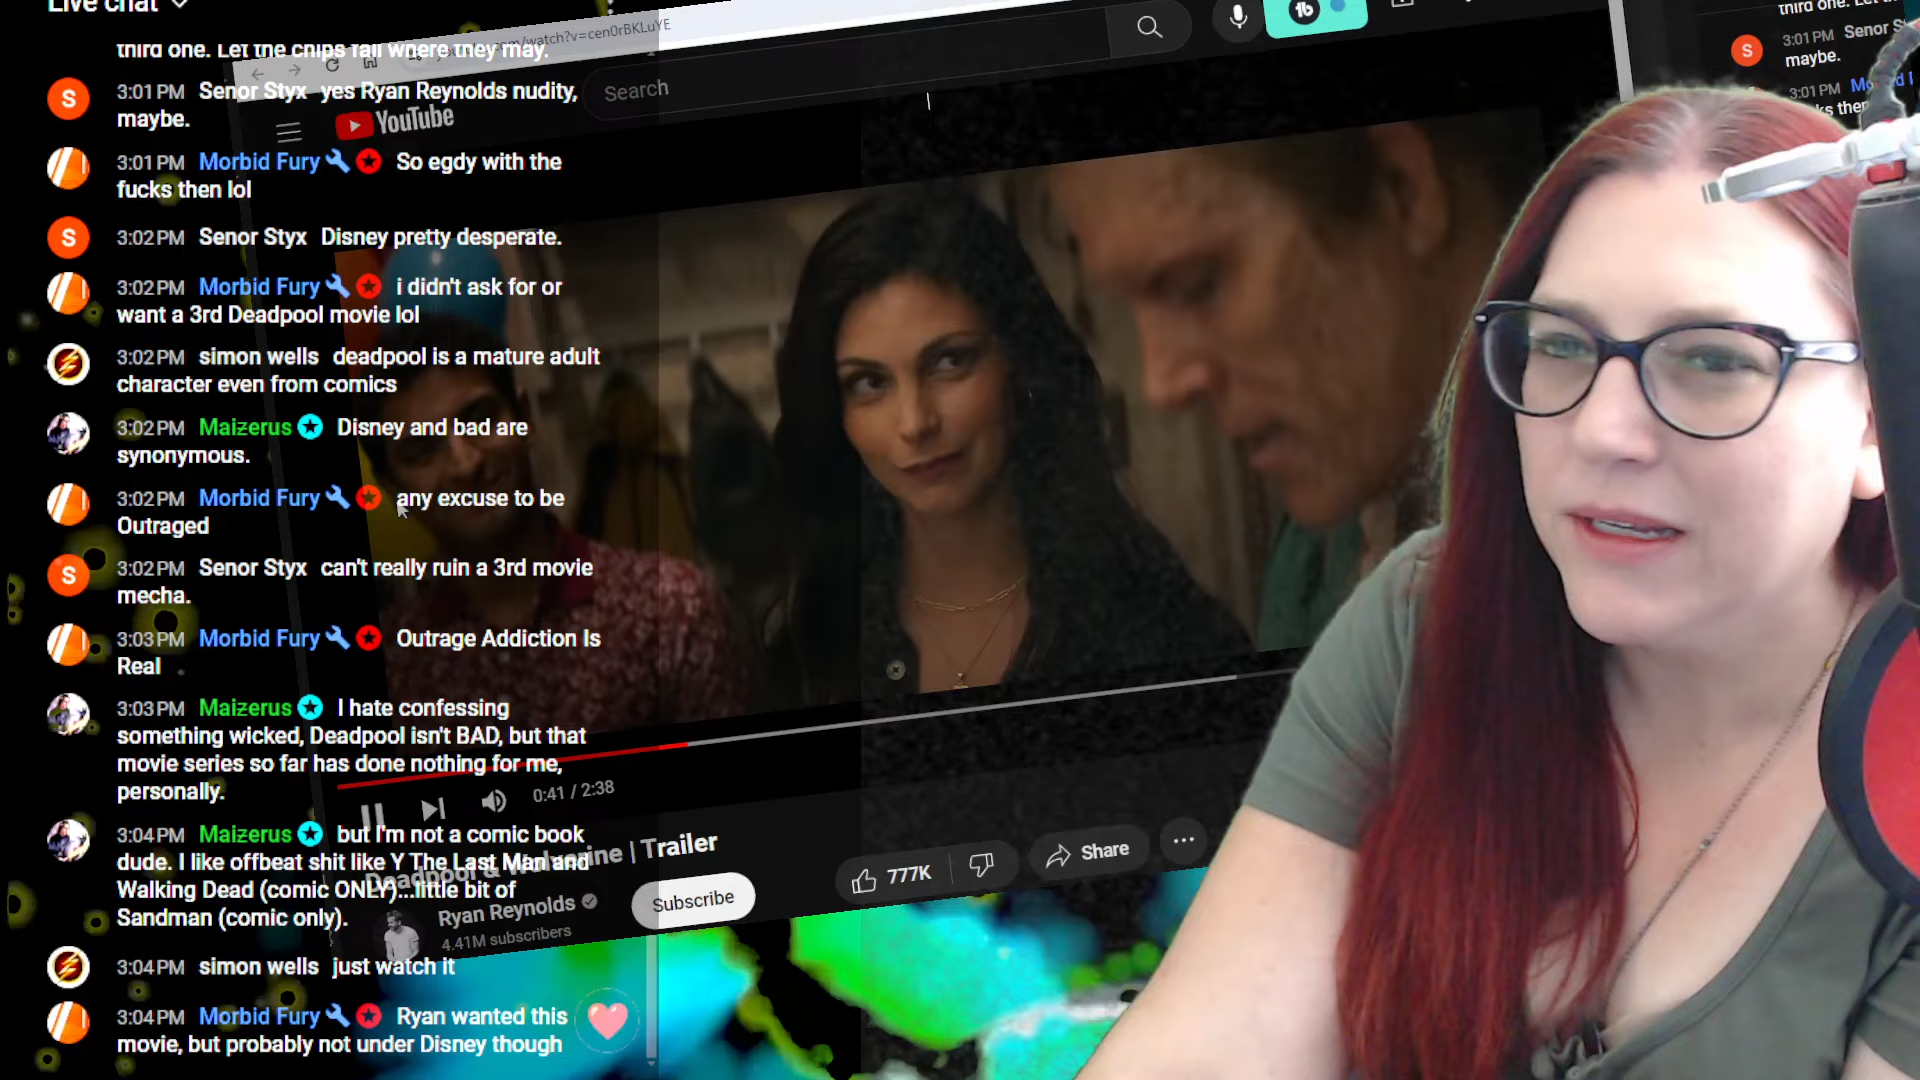 Live chat
third one. Let the chips fall where they may.
3:01 PM Senor Styx yes Ryan Reynolds nudity,
maybe.
3:01 PM Morbid Fury So egdy with the
fucks then lol
3:02 PM Senor Styx Disney pretty desperate.
3:02 PM Morbid Fury i didn't ask for or
want a 3rd Deadpool movie lol
3:02 PM simon wells deadpool is a mature adult
character even from comics
3:02 PM Maizerus Disney and bad are
synonymous.
3:02 PM Morbid Fury any excuse to be
Outraged
3:02 PM Senor Styx can't really ruin a 3rd movie
mecha.
3:03 PM Morbid Fury Outrage Addiction Is
Real
3:03 PM Maizerus I hate confessing
something wicked, Deadpool isn't BAD, but that
movie series so far has done nothing for me,
personally.
3:04 PM Maizerus but I'm not a comic book
dude. I like offbeat shit like Y The Last Man and
Walking Dead (comic ONLY)...little bit of
Sandman (comic only).
3:04 PM simon wells just watch it
3:04 PM Morbid Fury Ryan wanted this
movie, but probably not under Disney though
S
S
S
/watch?v=cen0rBKLuYE
Search
YouTube
0:41 / 2:38
Deadpool & Wolverine | Trailer
Ryan Reynolds
4.41M subscribers
Subscribe
777K
Share
third one. Let
S
3:01 PM Senor S
maybe.
3:01 PM